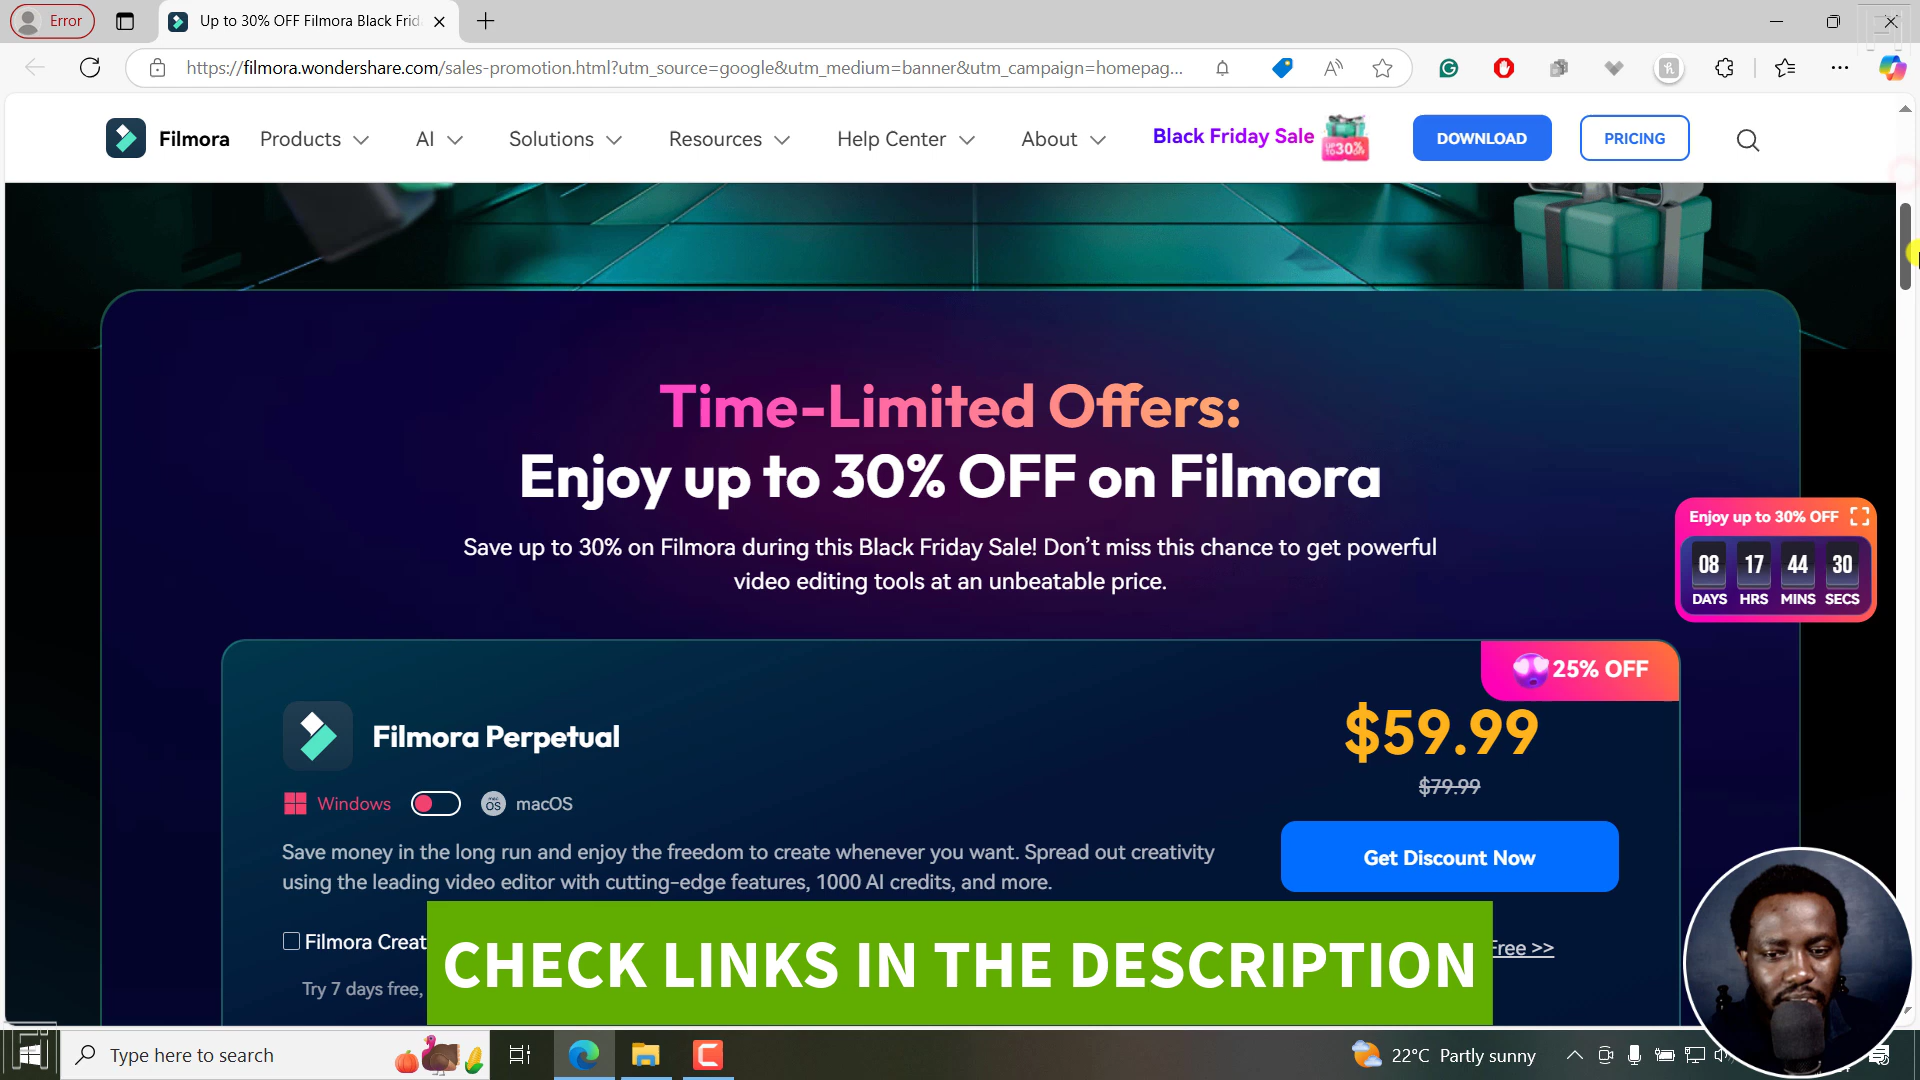 Error
Up to 30% OFF Filmora Black Frid
https://filmora.wondershare.com/sales-promotion.html?utm_source=google&utm_medium=banner&utm_campaign=homepag...
Filmora
Products
AI
Solutions
Resources
Help Center
About
Black Friday Sale
UP TO 30%
DOWNLOAD
PRICING
Time-Limited Offers:
Enjoy up to 30% OFF on Filmora
Save up to 30% on Filmora during this Black Friday Sale! Don't miss this chance to get powerful
video editing tools at an unbeatable price.
Enjoy up to 30% OFF
08 17 44 30
DAYS HRS MINS SECS
25% OFF
Filmora Perpetual
$59.99
$79.99
Windows
macOS
Save money in the long run and enjoy the freedom to create whenever you want. Spread out creativity
using the leading video editor with cutting-edge features, 1000 AI credits, and more.
Get Discount Now
Filmora Creat
Free >>
Try 7 days free,
CHECK LINKS IN THE DESCRIPTION
Type here to search
22°C Partly sunny